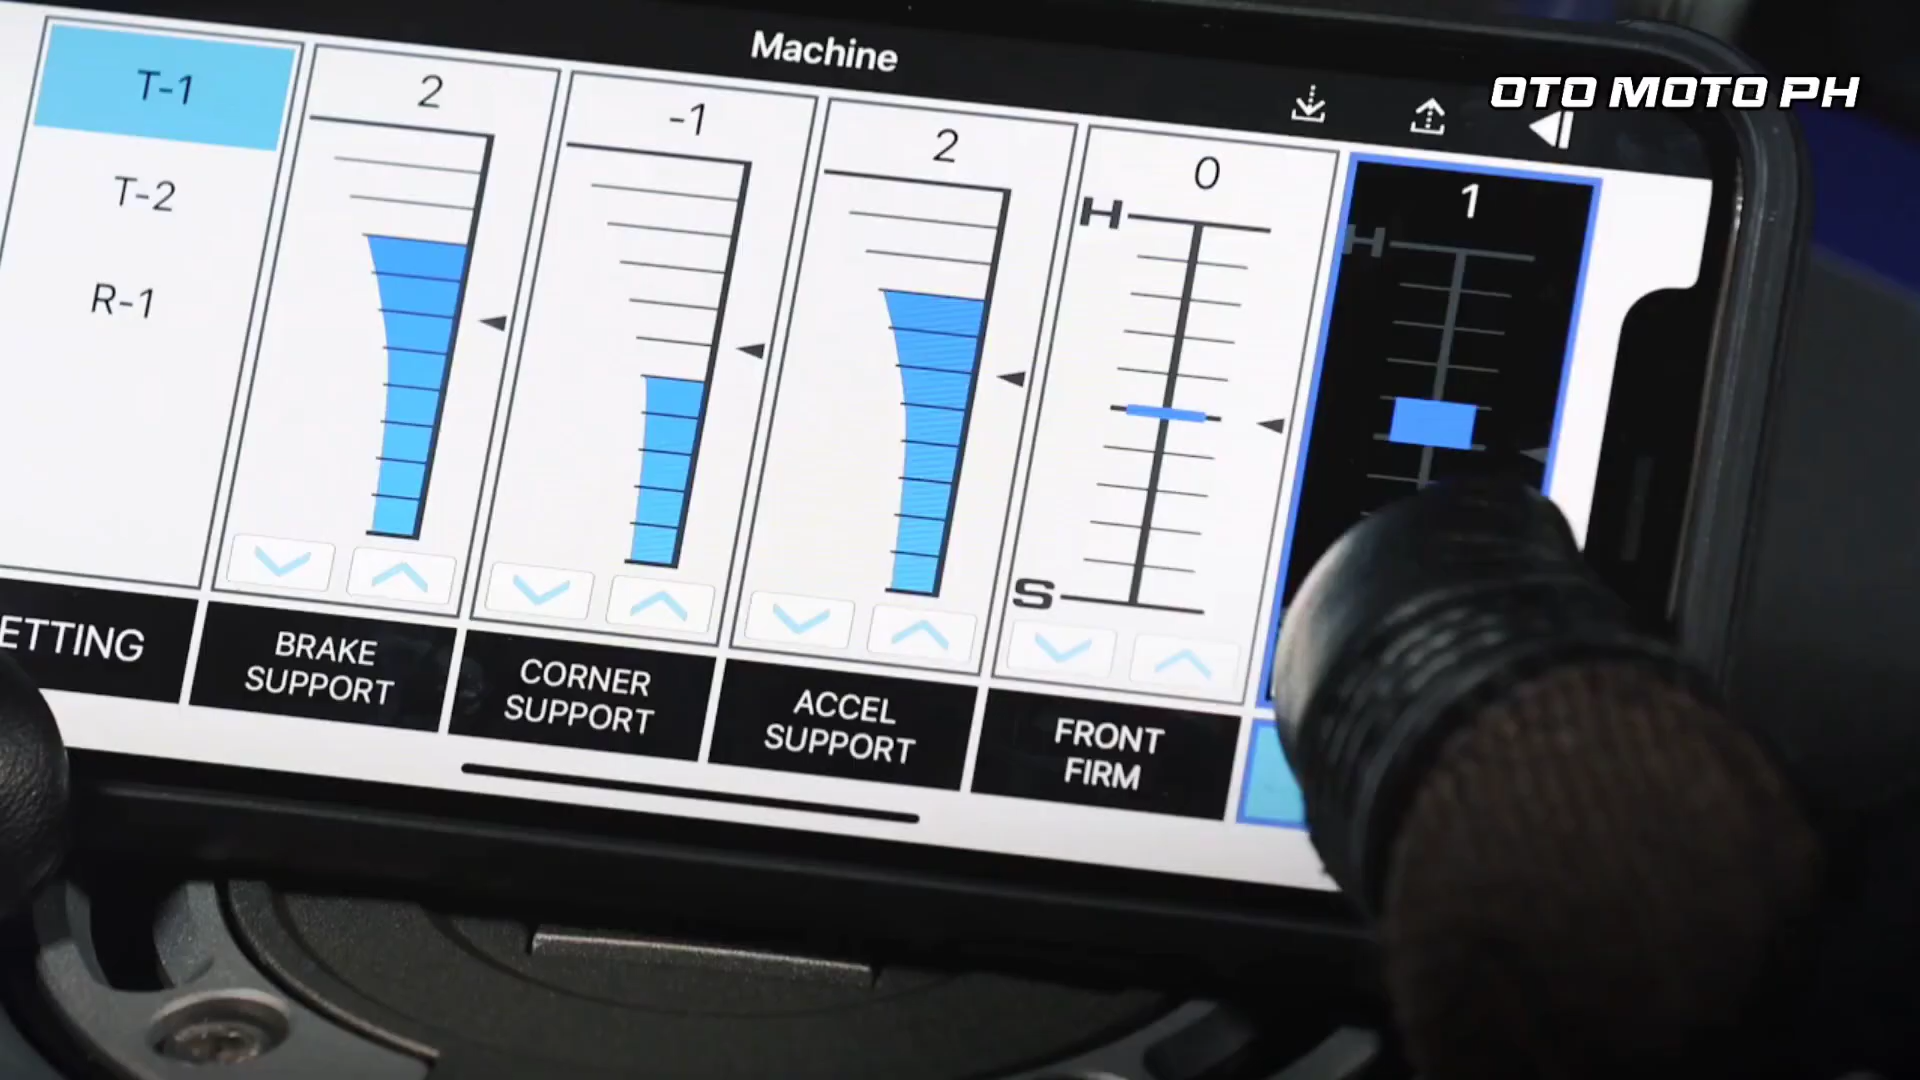 Machine
OTO MOTO PH
T-1
T-2
R-1
2
-1
2
0
1
H
H
S
ETTING
BRAKE
SUPPORT
CORNER
SUPPORT
ACCEL
SUPPORT
FRONT
FIRM